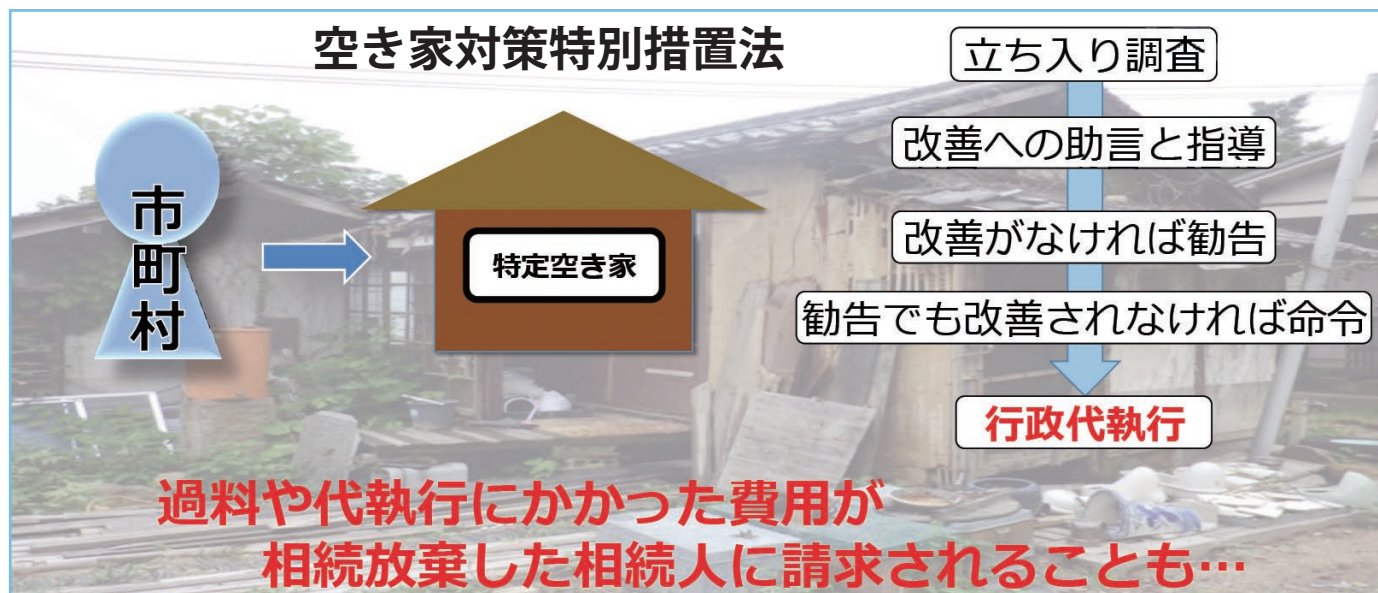 空き家対策特別措置法
市町村
特定空き家
立ち入り調査
改善への助言と指導
改善がなければ勧告
勧告でも改善されなければ命令
行政代執行
過料や代執行にかかった費用が
相続放棄した相続人に請求されることも…